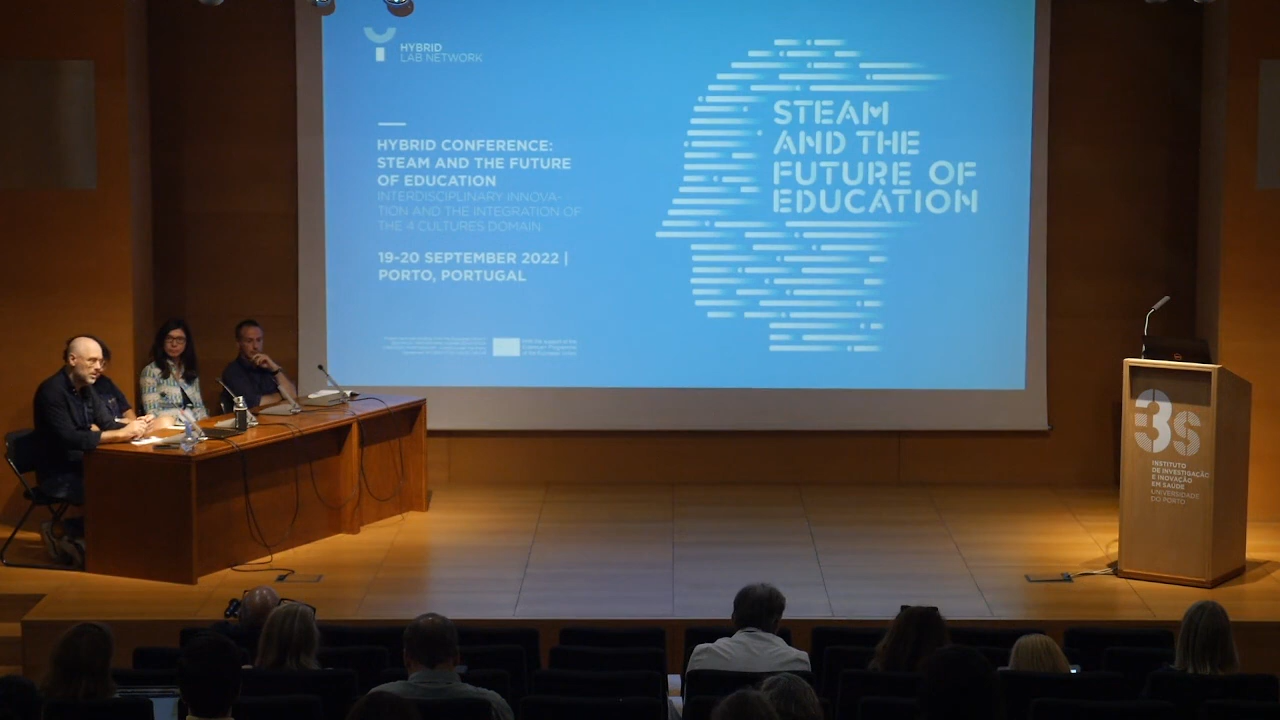 HYBRID
LAB NETWORK
HYBRID CONFERENCE:
STEAM AND THE FUTURE
OF EDUCATION
INTERDISCIPLINARY INNOVA-
TION AND THE INTEGRATION OF
THE 4 CULTURES DOMAIN
19-20 SEPTEMBER 2022 |
PORTO, PORTUGAL
STEAM
AND THE
FUTURE OF
EDUCATION
i3S
INSTITUTO
DE INVESTIGAÇÃO
E INOVAÇÃO
EM SAÚDE
UNIVERSIDADE
DO PORTO